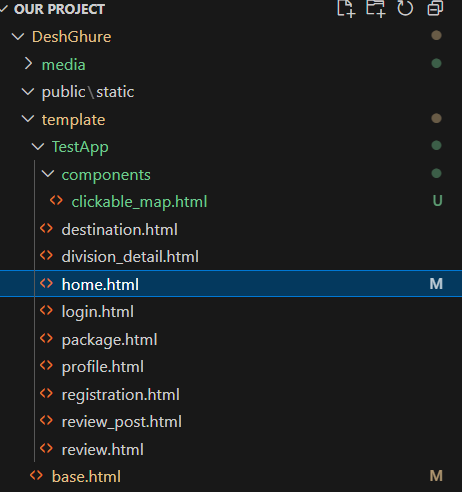 OUR PROJECT
DeshGhure
media
public\static
template
TestApp
components
clickable_map.html U
destination.html
division_detail.html
home.html M
login.html
package.html
profile.html
registration.html
review_post.html
review.html
base.html M